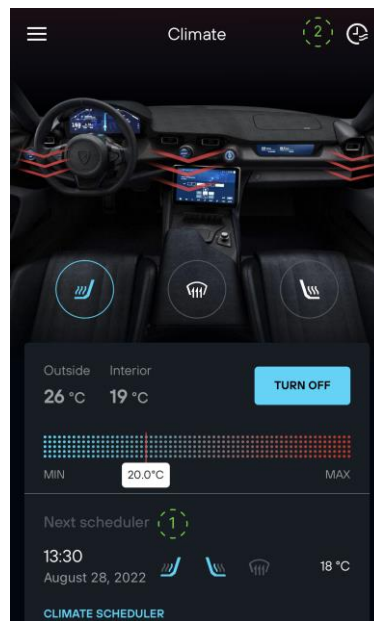 Climate
2
Outside Interior
26 °C 19 °C
TURN OFF
MIN 20.0°C MAX
Next scheduler 1
13:30
August 28, 2022
18 °C
CLIMATE SCHEDULER